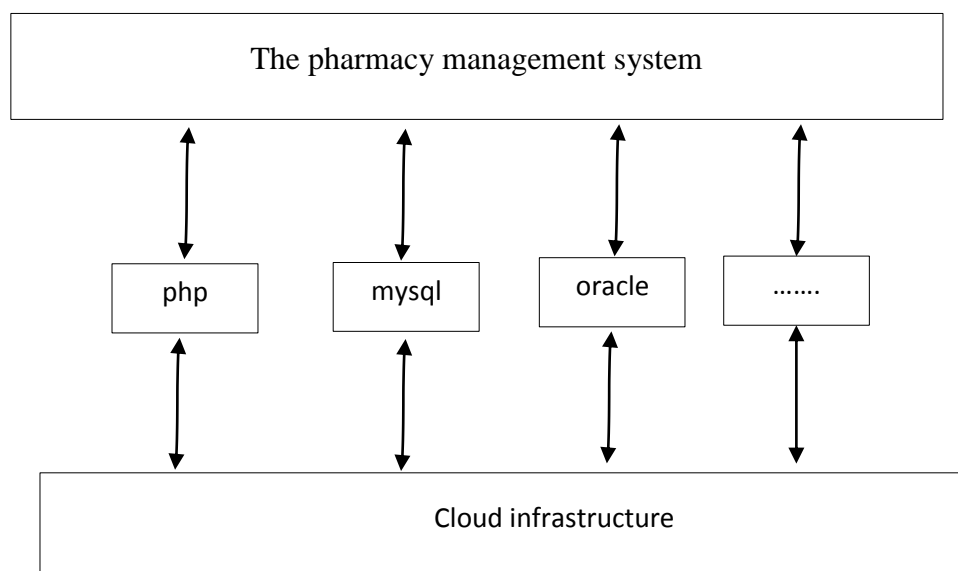 The pharmacy management system
php
mysql
oracle
…….
Cloud infrastructure